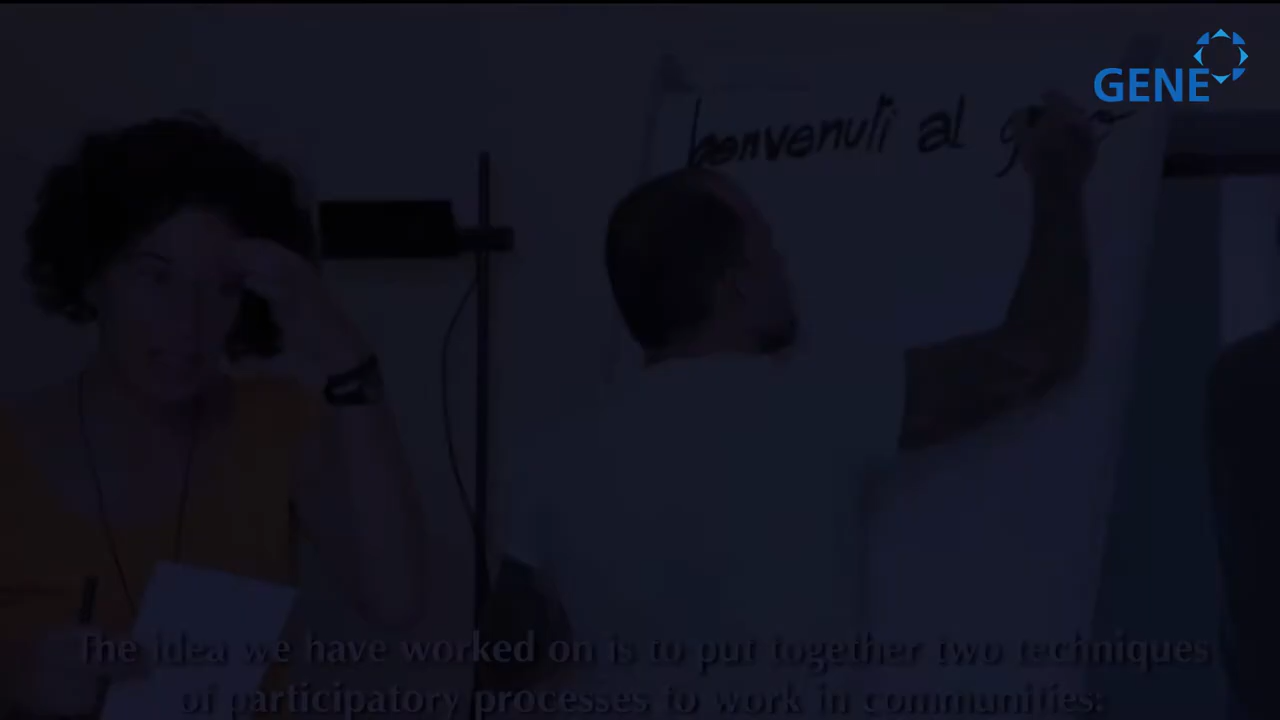 GENE
benvenuti al
The idea we have worked on is to put together two techniques
of participatory processes to work in communities: